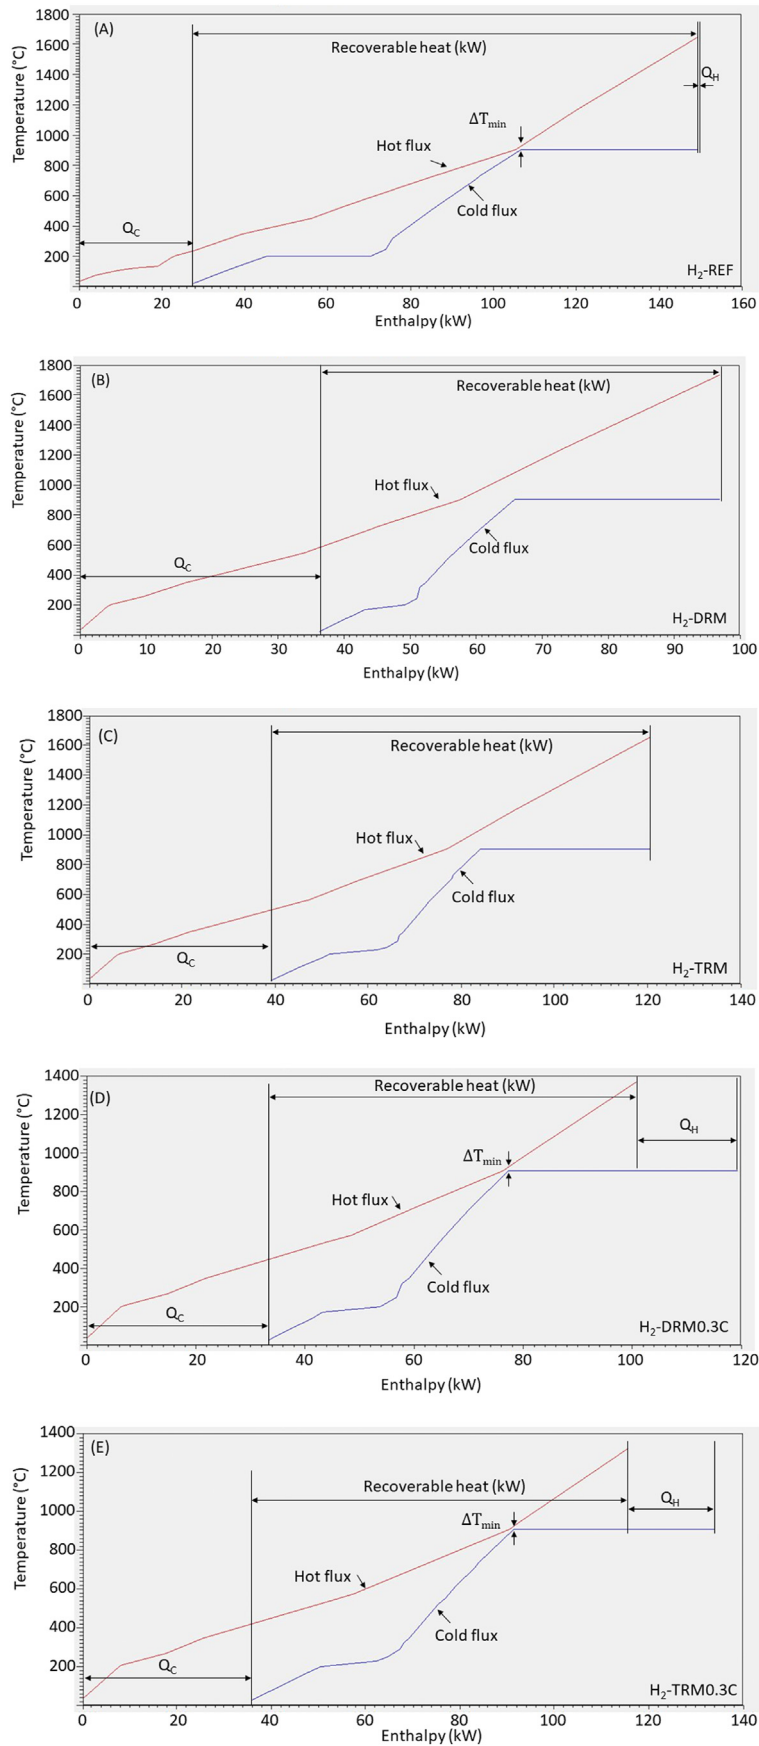 (A)
1800
1600
1400
1200
1000
800
600
400
200
Temperature (°C)
Recoverable heat (kW)
Q_H
ΔT_min
Hot flux
Cold flux
Q_C
H₂-REF
0 20 40 60 80 100 120 140 160
Enthalpy (kW)
(B)
1800
1600
1400
1200
1000
800
600
400
200
Temperature (°C)
Recoverable heat (kW)
Hot flux
Cold flux
Q_C
H₂-DRM
0 10 20 30 40 50 60 70 80 90 100
Enthalpy (kW)
(C)
1800
1600
1400
1200
1000
800
600
400
200
Temperature (°C)
Recoverable heat (kW)
Hot flux
Cold flux
Q_C
H₂-TRM
0 20 40 60 80 100 120 140
Enthalpy (kW)
(D)
1400
1200
1000
800
600
400
200
Temperature (°C)
Recoverable heat (kW)
Q_H
ΔT_min
Hot flux
Cold flux
Q_C
H₂-DRM0.3C
0 20 40 60 80 100 120
Enthalpy (kW)
(E)
1400
1200
1000
800
600
400
200
Temperature (°C)
Recoverable heat (kW)
Q_H
ΔT_min
Hot flux
Cold flux
Q_C
H₂-TRM0.3C
0 20 40 60 80 100 120 140
Enthalpy (kW)